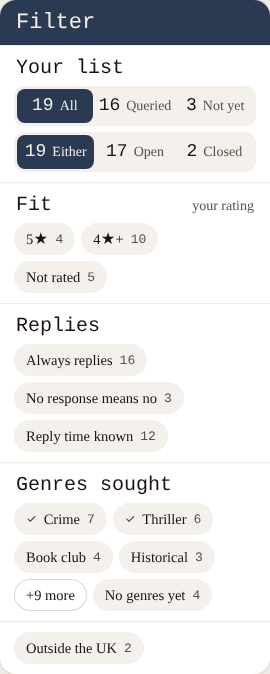 Filter
Your list
19 All 16 Queried 3 Not yet
19 Either 17 Open 2 Closed
Fit your rating
5★ 4 4★+ 10
Not rated 5
Replies
Always replies 16
No response means no 3
Reply time known 12
Genres sought
✓ Crime 7 ✓ Thriller 6
Book club 4 Historical 3
+9 more No genres yet 4
Outside the UK 2